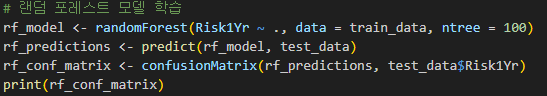 # 랜덤 포레스트 모델 학습
rf_model <- randomForest(Risk1Yr ~ ., data = train_data, ntree = 100)
rf_predictions <- predict(rf_model, test_data)
rf_conf_matrix <- confusionMatrix(rf_predictions, test_data$Risk1Yr)
print(rf_conf_matrix)